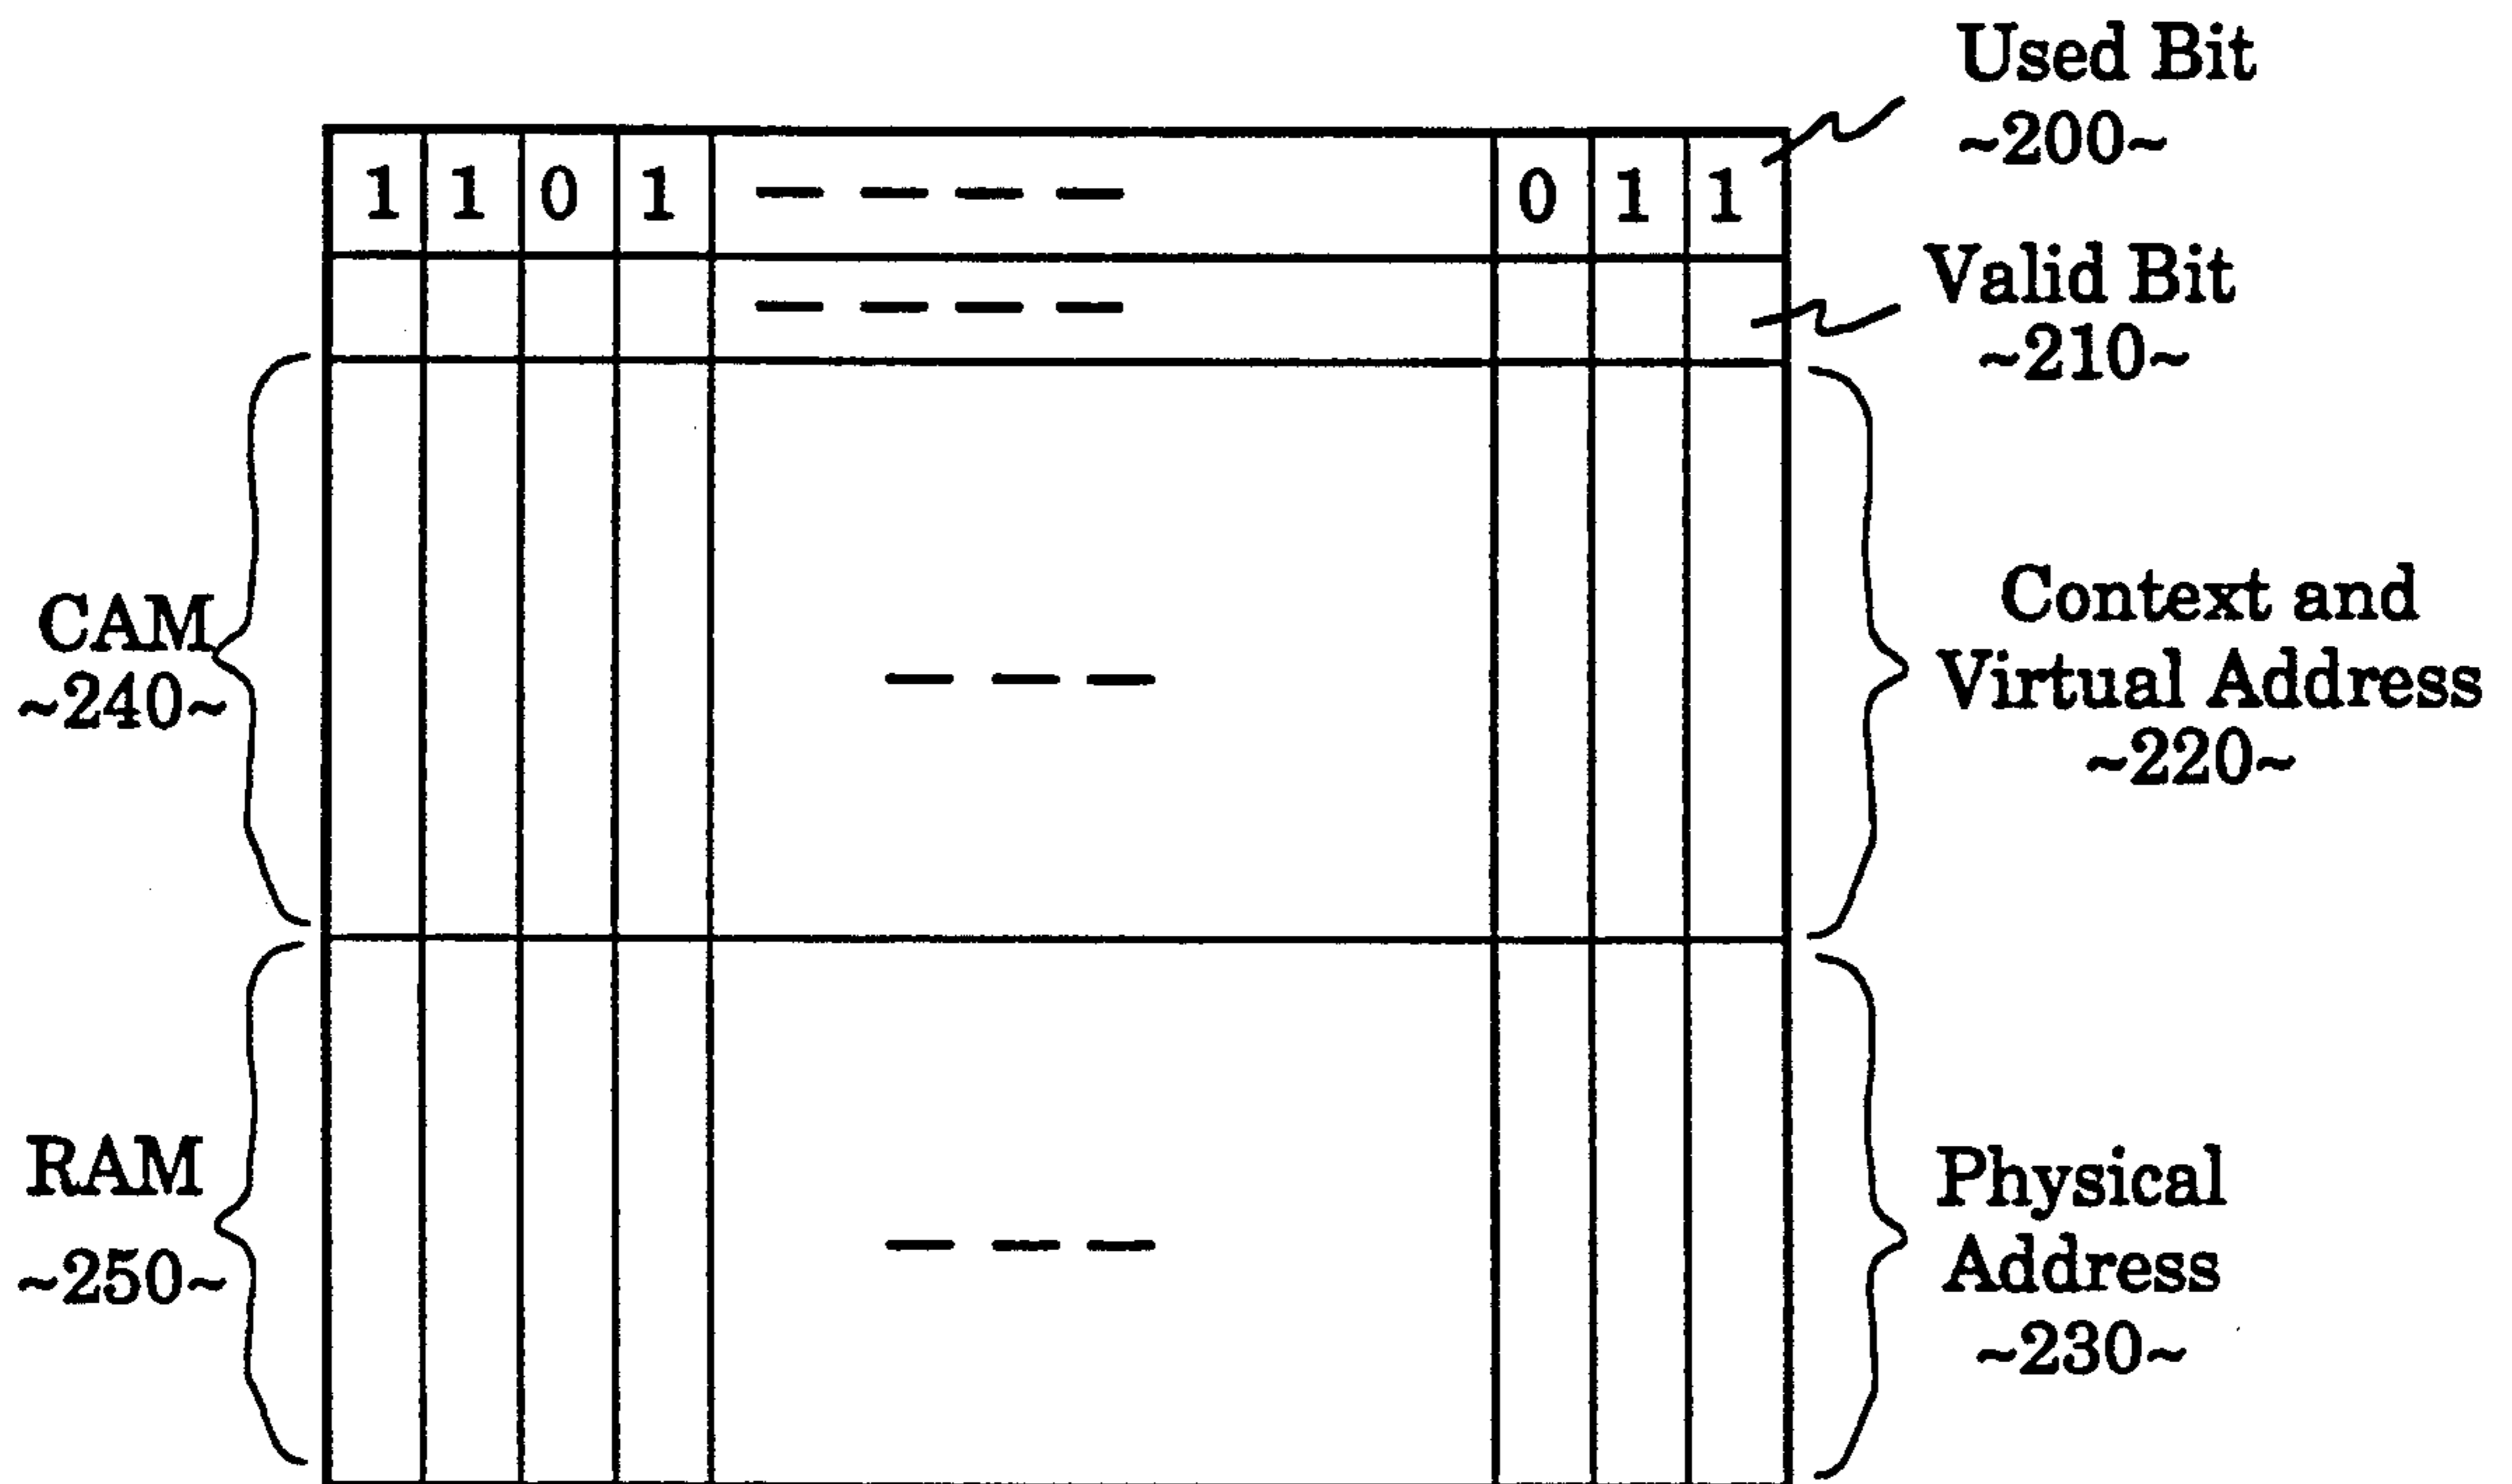 Used Bit
~200~
1 1 0 1 — — — — 0 1 1
Valid Bit
~210~
— — — —
CAM
~240~
Context and
Virtual Address
~220~
— — —
RAM
~250~
Physical
Address
~230~
— — —